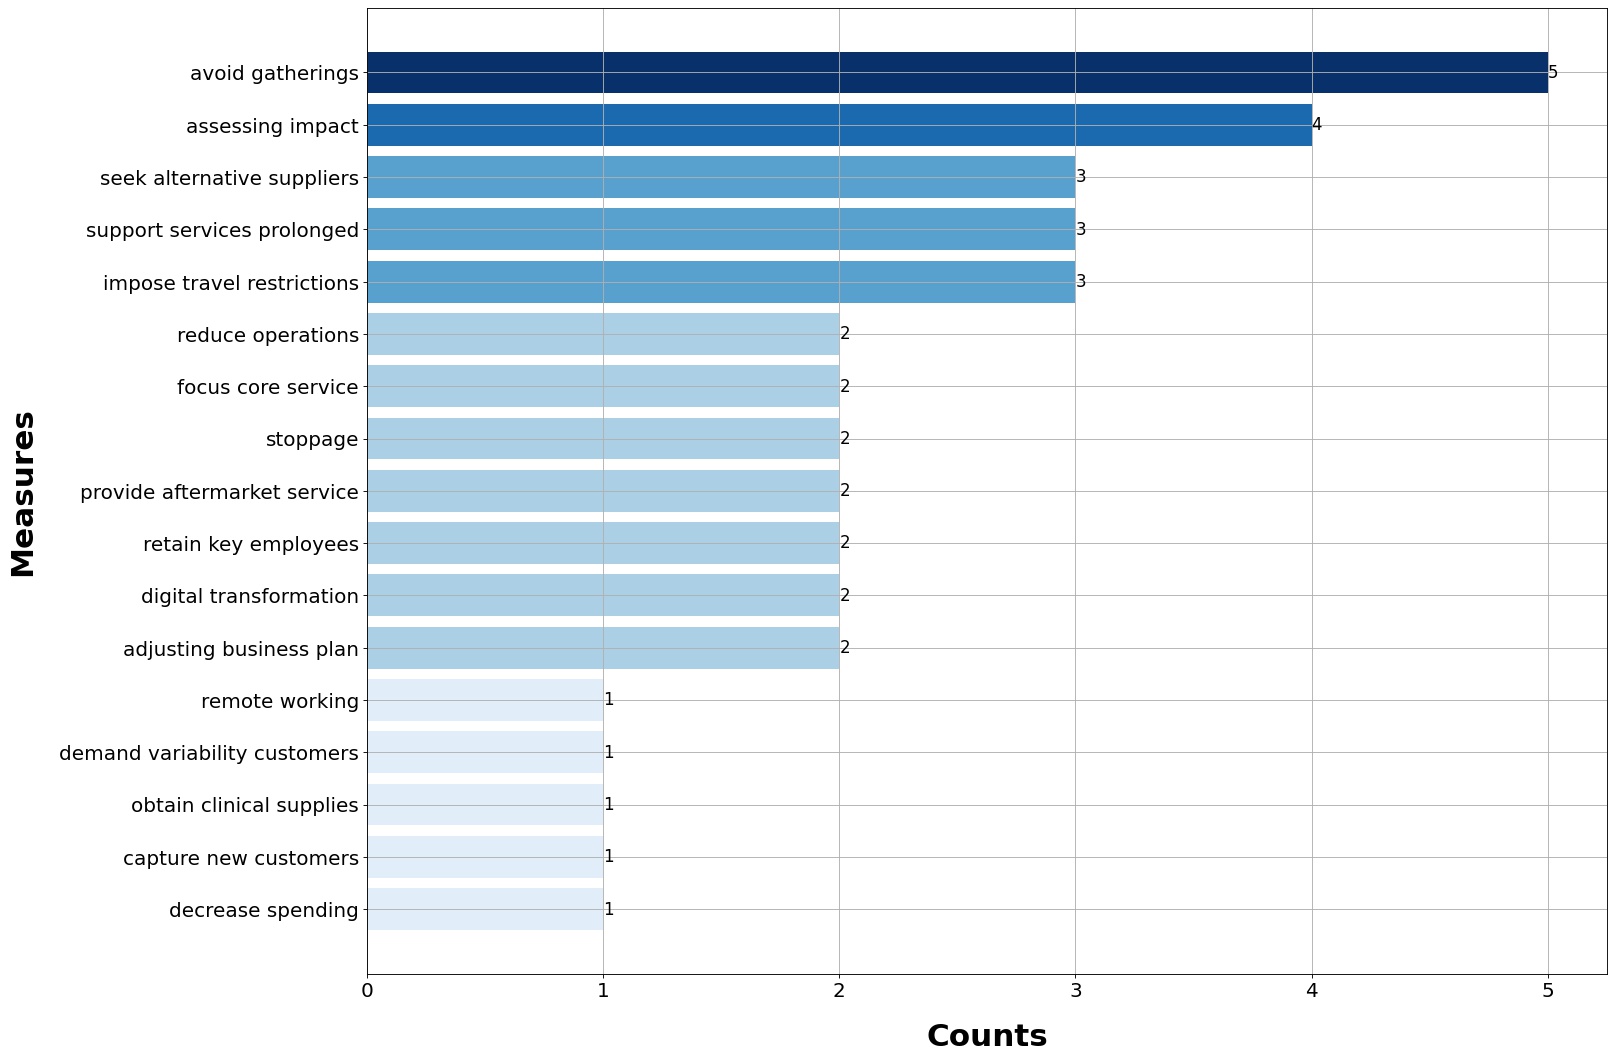 avoid gatherings 5
assessing impact 4
seek alternative suppliers 3
support services prolonged 3
impose travel restrictions 3
reduce operations 2
focus core service 2
stoppage 2
provide aftermarket service 2
retain key employees 2
digital transformation 2
adjusting business plan 2
remote working 1
demand variability customers 1
obtain clinical supplies 1
capture new customers 1
decrease spending 1
Measures
0 1 2 3 4 5
Counts